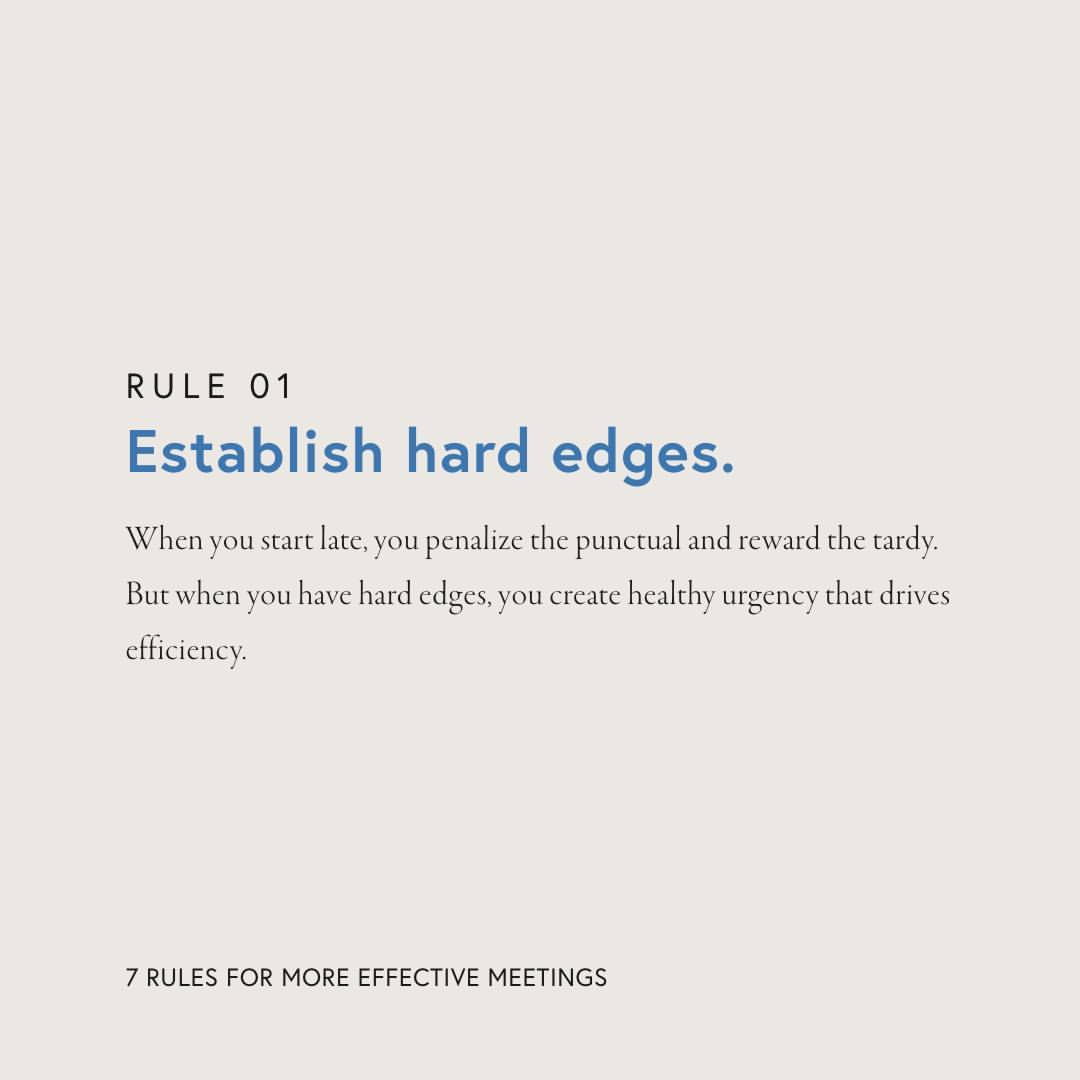 RULE 01
Establish hard edges.
When you start late, you penalize the punctual and reward the tardy.
But when you have hard edges, you create healthy urgency that drives
efficiency.
7 RULES FOR MORE EFFECTIVE MEETINGS